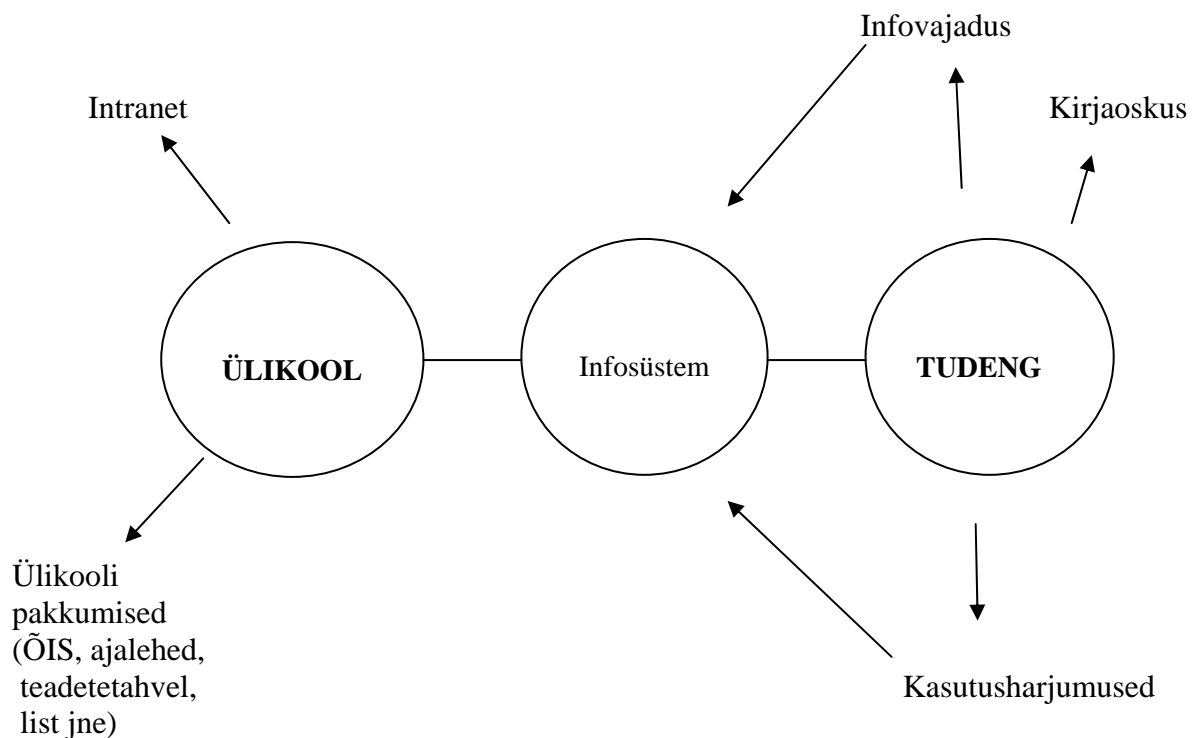 Infovajadus
Intranet
Kirjaoskus
ÜLIKOOL
Infosüstem
TUDENG
Ülikooli
pakkumised
(ÕIS, ajalehed,
teadetetahvel,
list jne)
Kasutusharjumused